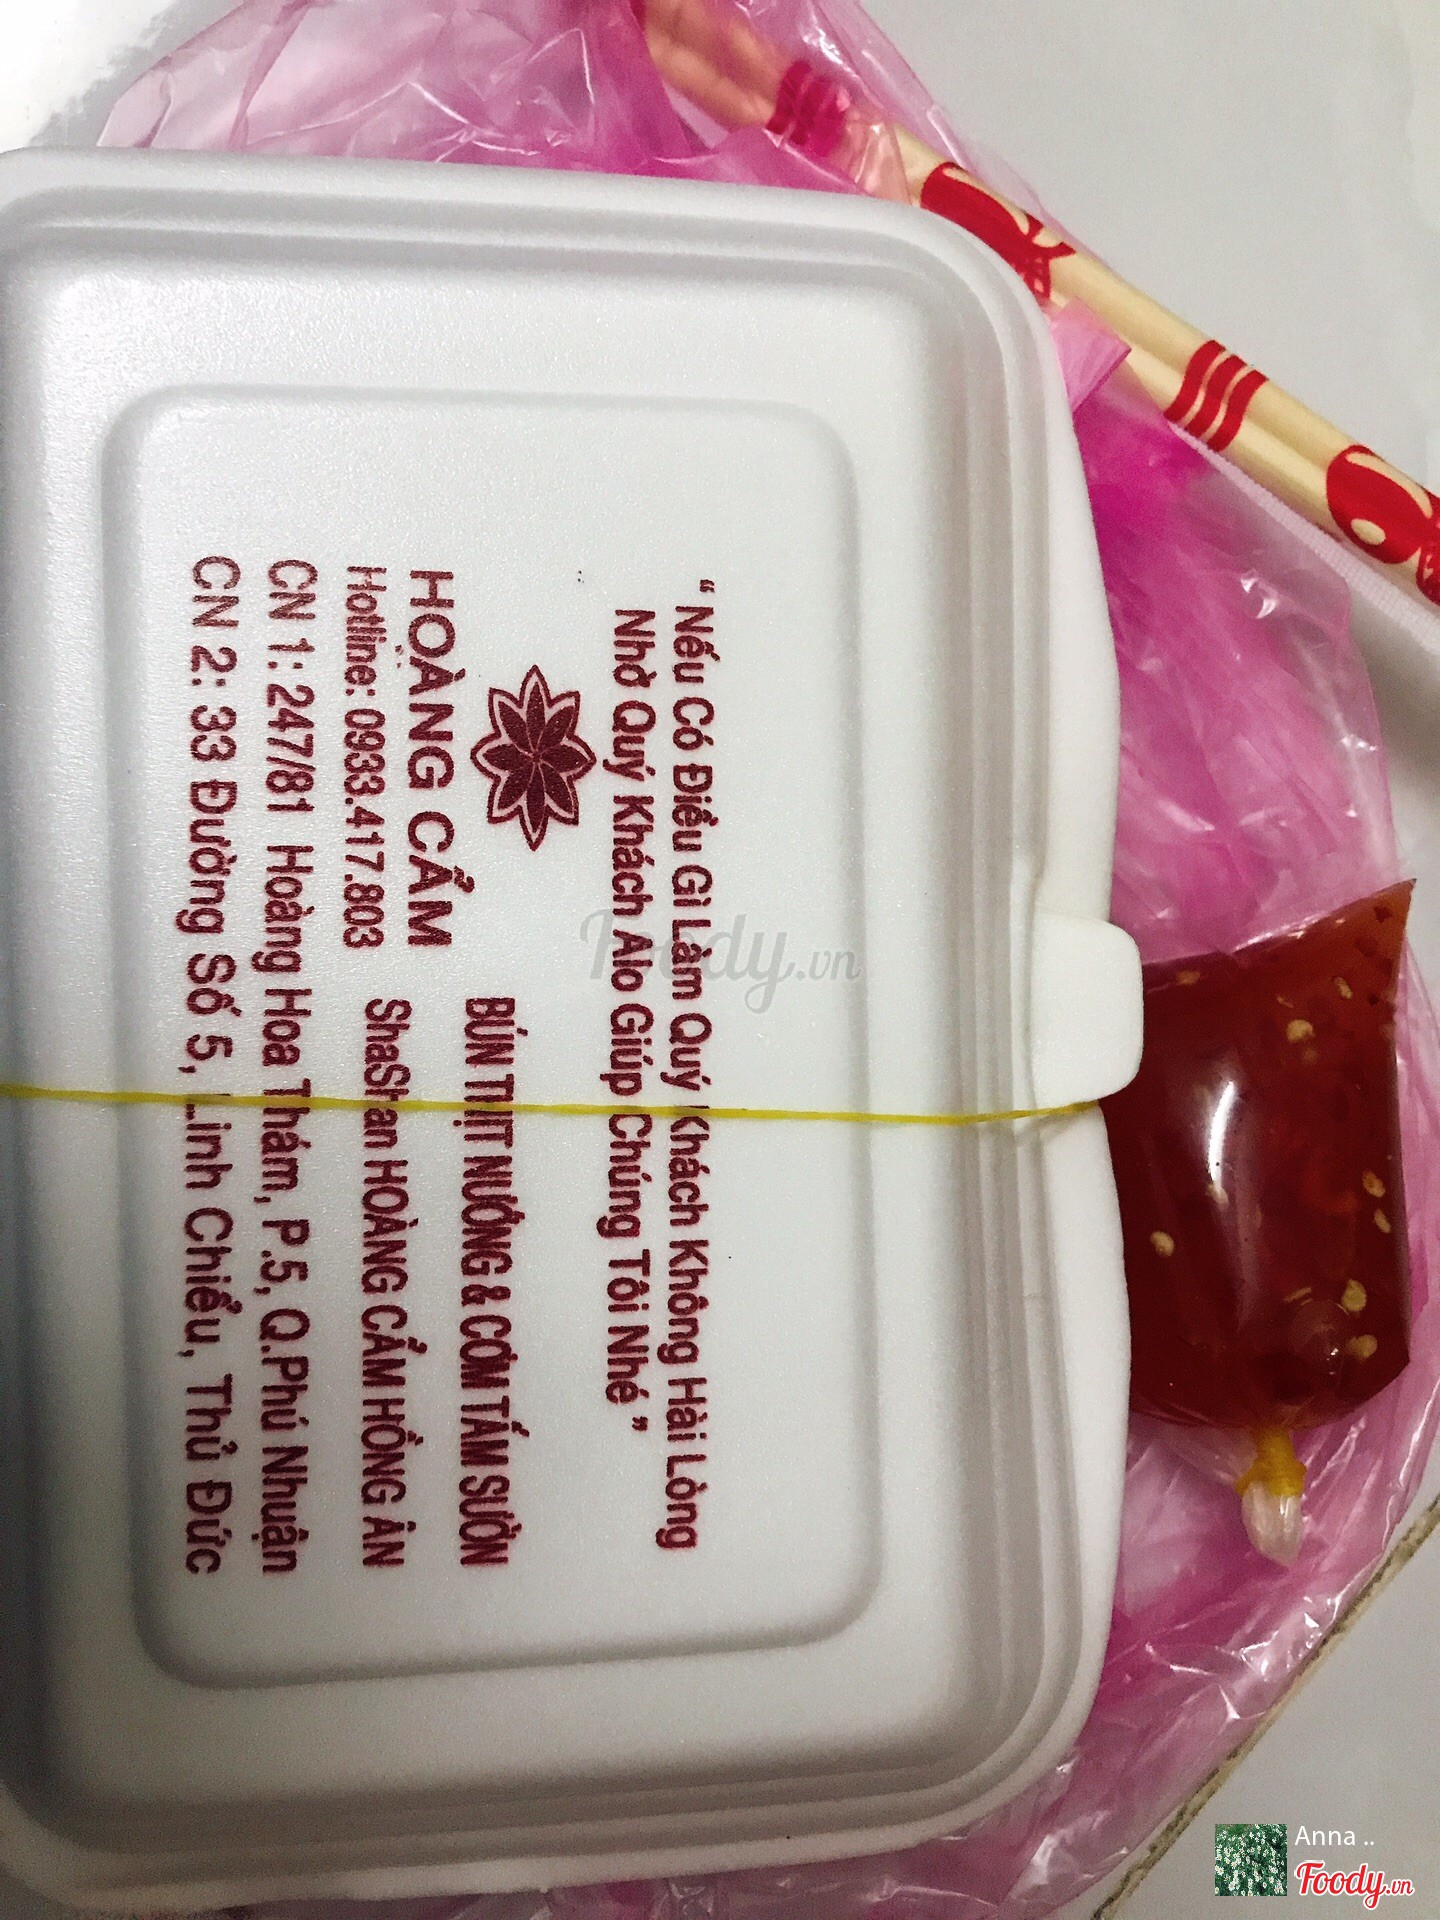 “ Nếu Có Điều Gì Làm Quý Khách Không Hài Lòng
Nhờ Quý Khách Alo Giúp Chúng Tôi Nhé ”
BÚN THỊT NƯỚNG & CƠM TẤM SƯỜN
HOÀNG CẨM
ShaShan HOÀNG CẨM HỒNG ÂN
Hotline: 0933.417.803
CN 1: 247/81 Hoàng Hoa Thám, P.5, Q.Phú Nhuận
CN 2: 33 Đường Số 5, Linh Chiểu, Thủ Đức
Foody.vn
Anna ..
Foody.vn